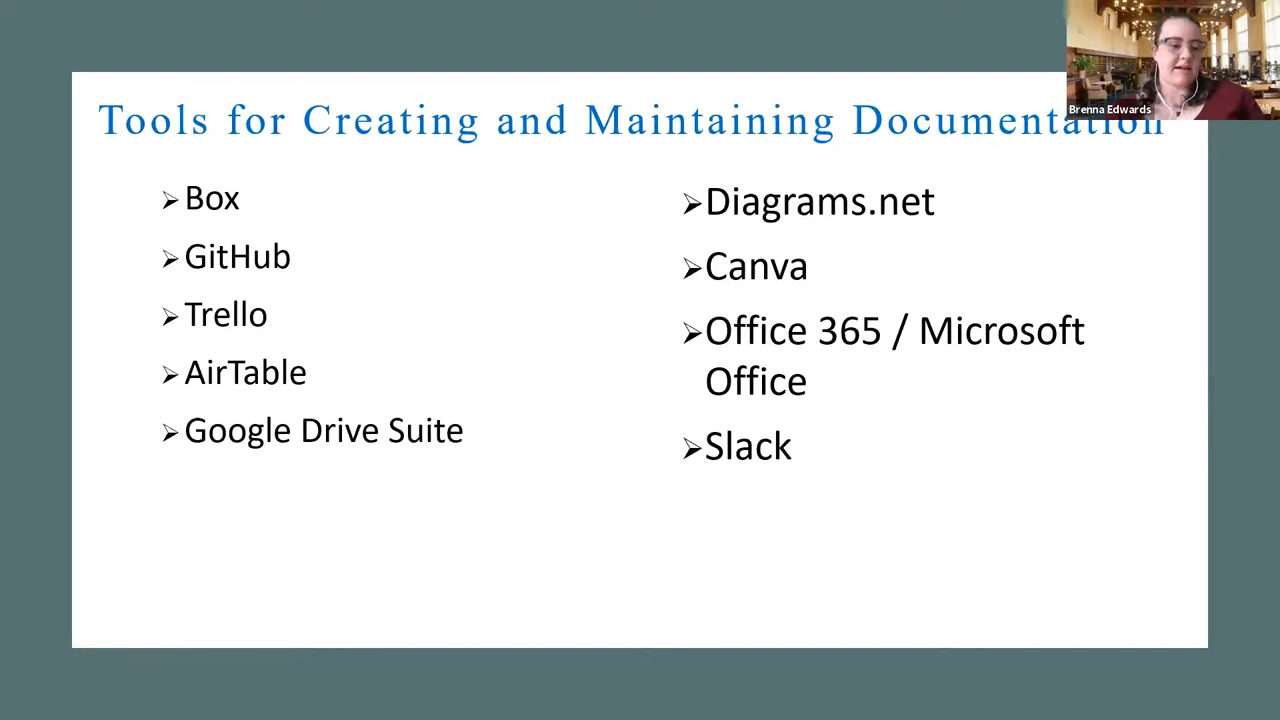 Tools for Creating and Maintaining Documentation
Brenna Edwards
Box
GitHub
Trello
AirTable
Google Drive Suite
Diagrams.net
Canva
Office 365 / Microsoft
Office
Slack